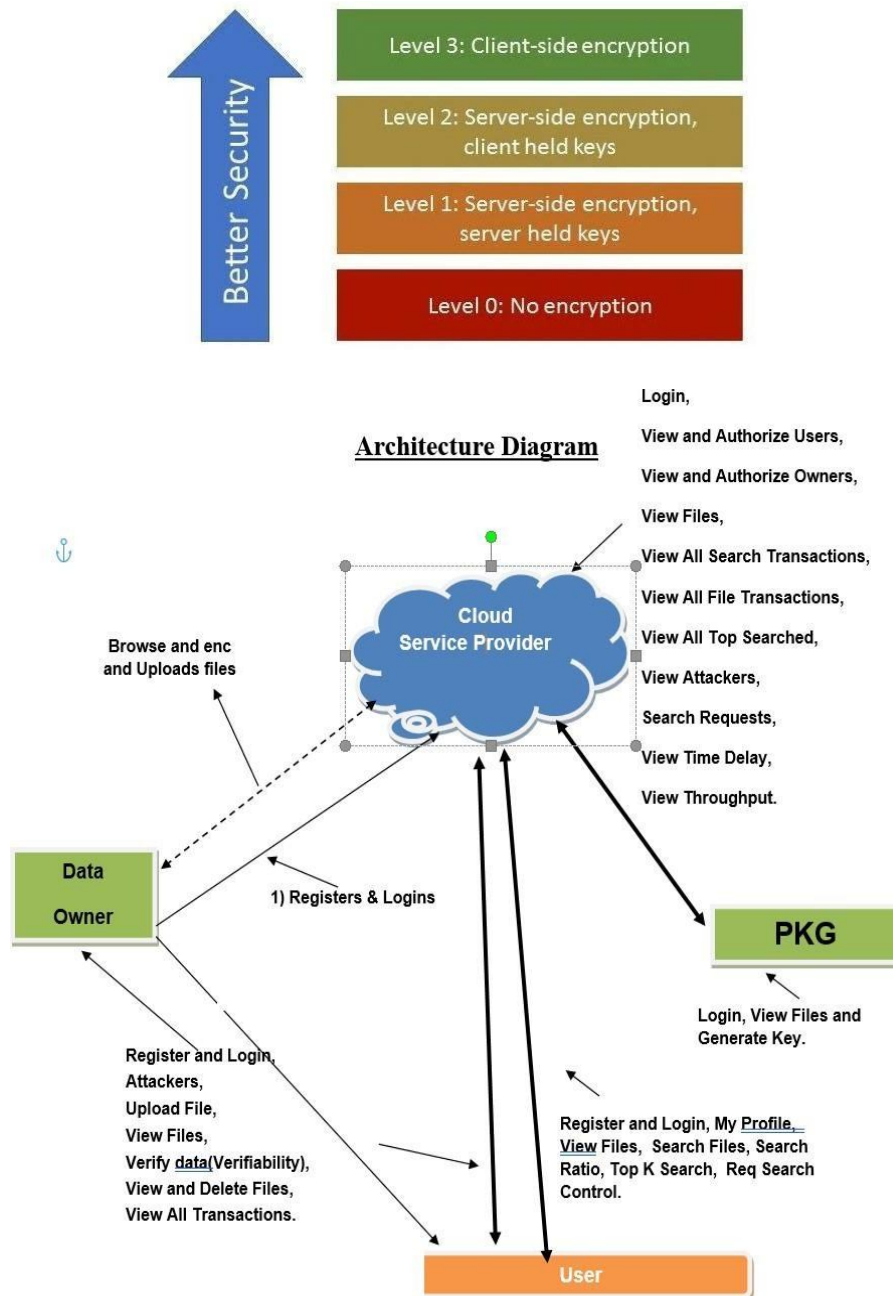 Better Security
Level 3: Client-side encryption
Level 2: Server-side encryption,
client held keys
Level 1: Server-side encryption,
server held keys
Level 0: No encryption
Architecture Diagram
Login,
View and Authorize Users,
View and Authorize Owners,
View Files,
View All Search Transactions,
View All File Transactions,
View All Top Searched,
View Attackers,
Search Requests,
View Time Delay,
View Throughput.
Cloud
Service Provider
Browse and enc
and Uploads files
Data
Owner
1) Registers & Logins
PKG
Login, View Files and
Generate Key.
Register and Login,
Attackers,
Upload File,
View Files,
Verify data(Verifiability),
View and Delete Files,
View All Transactions.
Register and Login, My Profile,
View Files, Search Files, Search
Ratio, Top K Search, Req Search
Control.
User